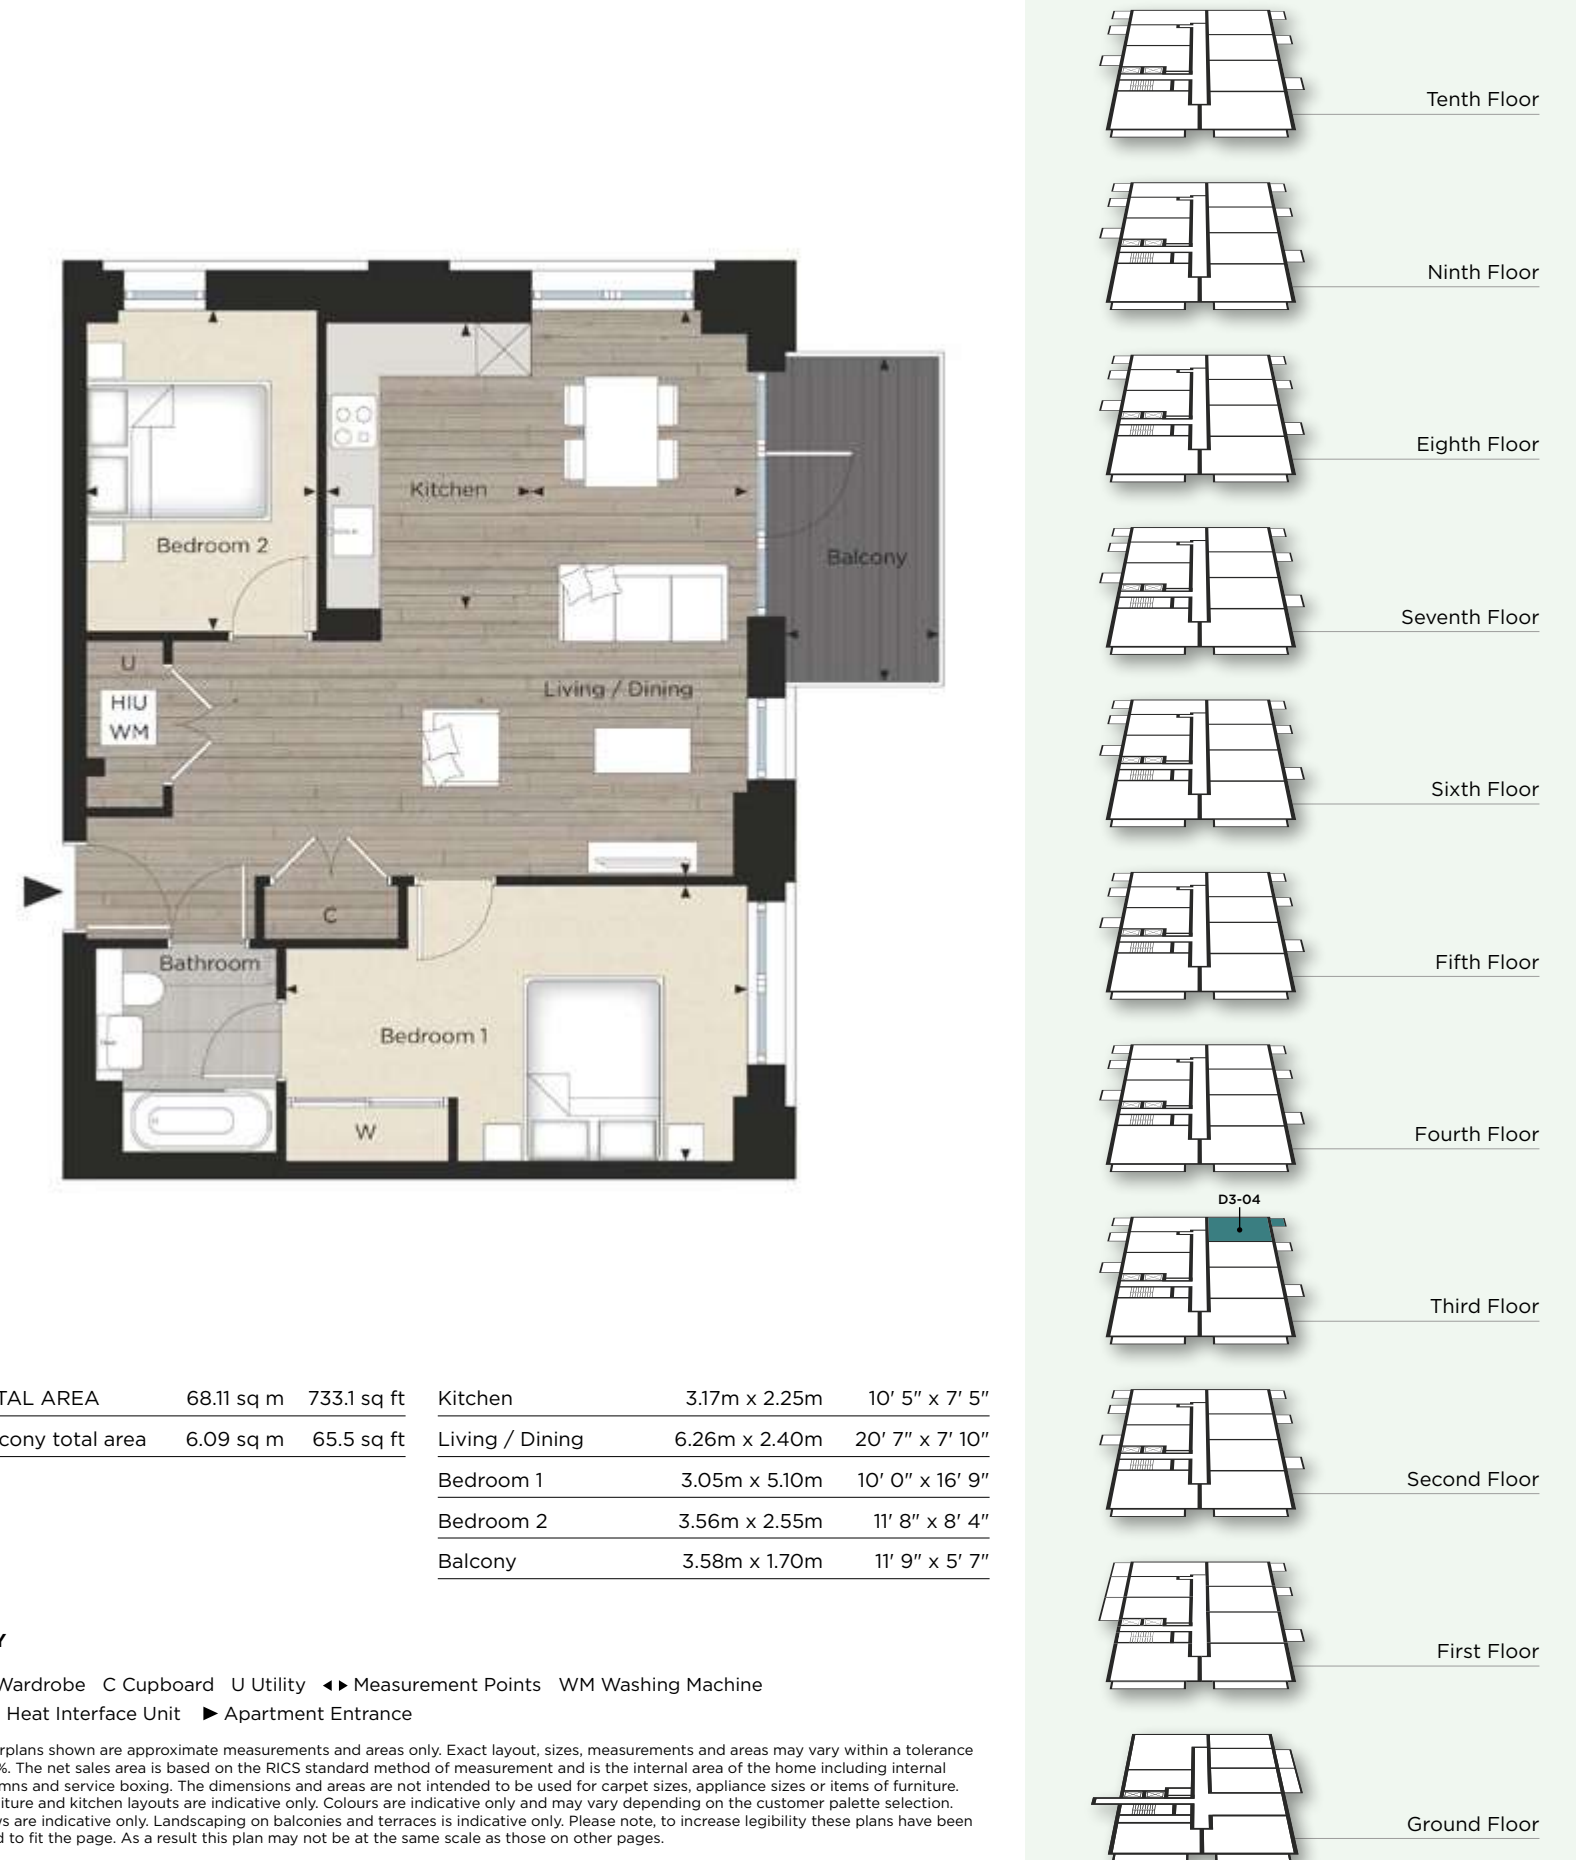 Tenth Floor
Ninth Floor
Eighth Floor
Seventh Floor
Sixth Floor
Fifth Floor
Fourth Floor
D3-04
Third Floor
Second Floor
First Floor
Ground Floor
Kitchen
Bedroom 2
Balcony
U
HIU
WM
Living / Dining
C
Bathroom
Bedroom 1
W
TAL AREA 68.11 sq m 733.1 sq ft
cony total area 6.09 sq m 65.5 sq ft
Kitchen 3.17m x 2.25m 10' 5" x 7' 5"
Living / Dining 6.26m x 2.40m 20' 7" x 7' 10"
Bedroom 1 3.05m x 5.10m 10' 0" x 16' 9"
Bedroom 2 3.56m x 2.55m 11' 8" x 8' 4"
Balcony 3.58m x 1.70m 11' 9" x 5' 7"
Y
Wardrobe C Cupboard U Utility ◄ ► Measurement Points WM Washing Machine
Heat Interface Unit ► Apartment Entrance
rplans shown are approximate measurements and areas only. Exact layout, sizes, measurements and areas may vary within a tolerance
%. The net sales area is based on the RICS standard method of measurement and is the internal area of the home including internal
mns and service boxing. The dimensions and areas are not intended to be used for carpet sizes, appliance sizes or items of furniture.
iture and kitchen layouts are indicative only. Colours are indicative only and may vary depending on the customer palette selection.
ws are indicative only. Landscaping on balconies and terraces is indicative only. Please note, to increase legibility these plans have been
d to fit the page. As a result this plan may not be at the same scale as those on other pages.